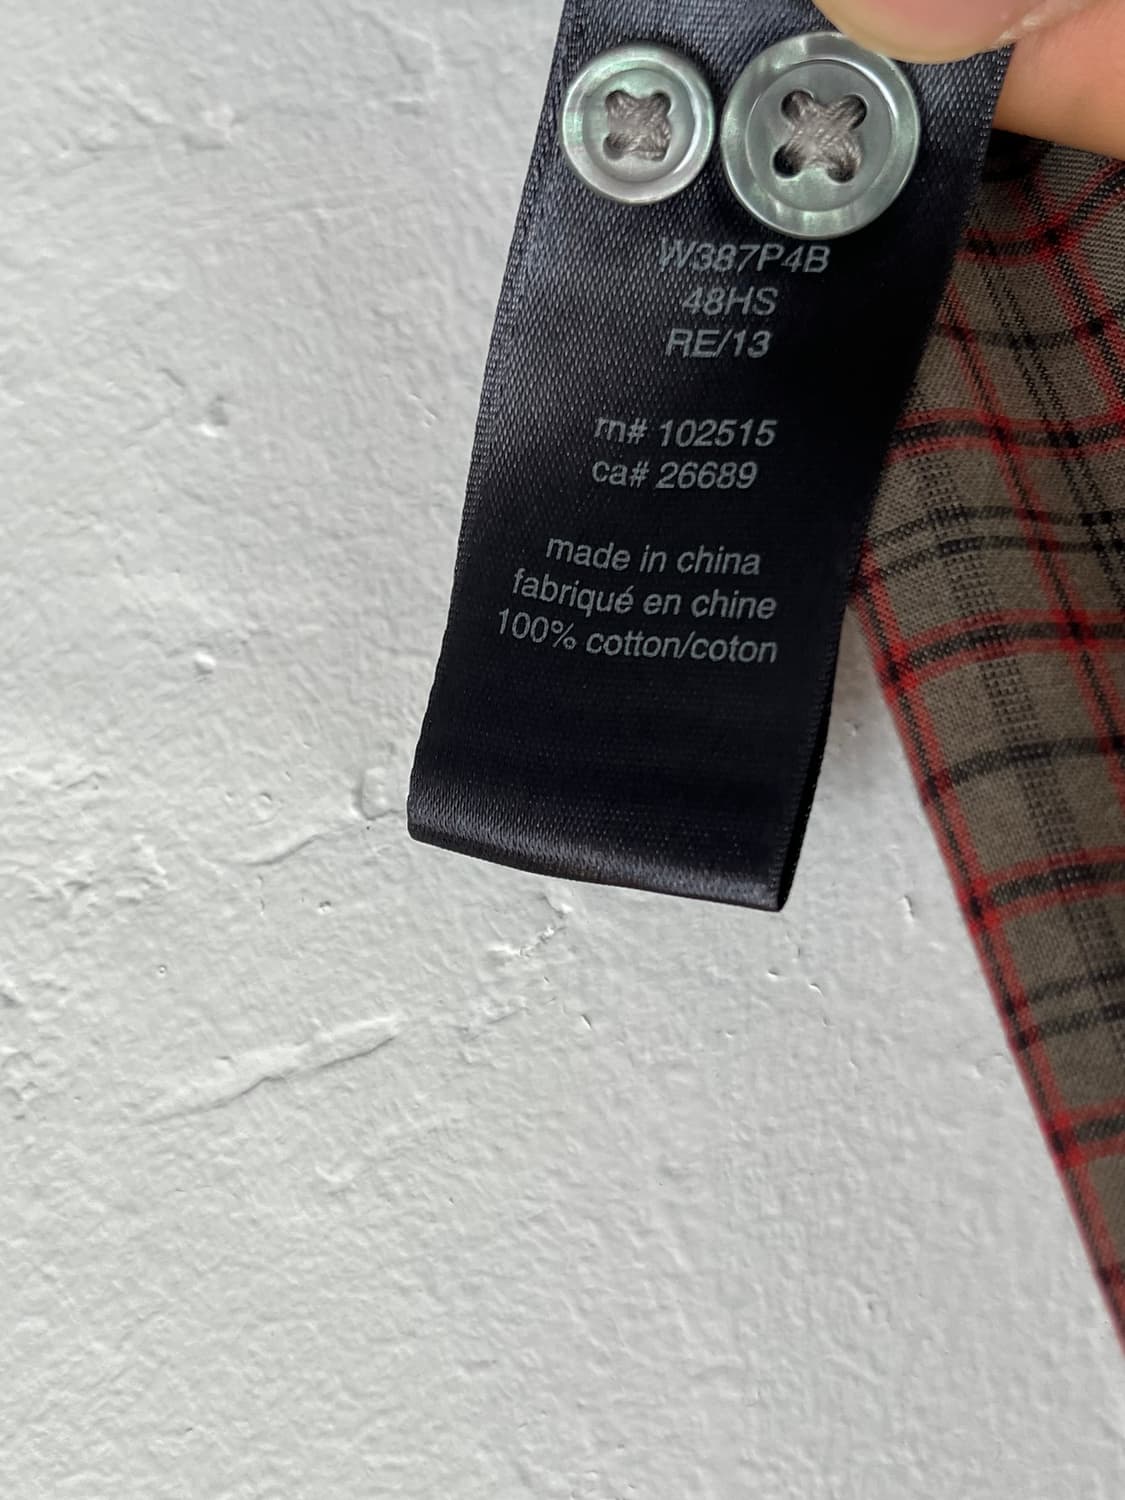 W387P4B
48HS
RE/13
rn# 102515
ca# 26689
made in china
fabriqué en chine
100% cotton/coton